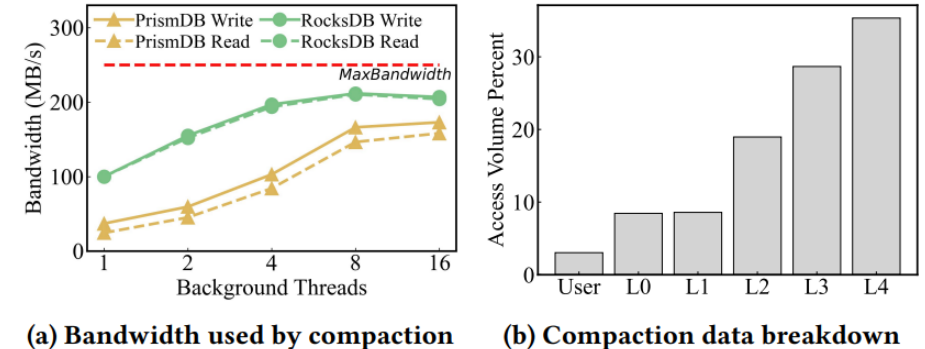 PrismDB Write
RocksDB Write
PrismDB Read
RocksDB Read
MaxBandwidth
Bandwidth (MB/s)
300
200
100
0
1 2 4 8 16
Background Threads
(a) Bandwidth used by compaction
Access Volume Percent
30
20
10
0
User L0 L1 L2 L3 L4
(b) Compaction data breakdown